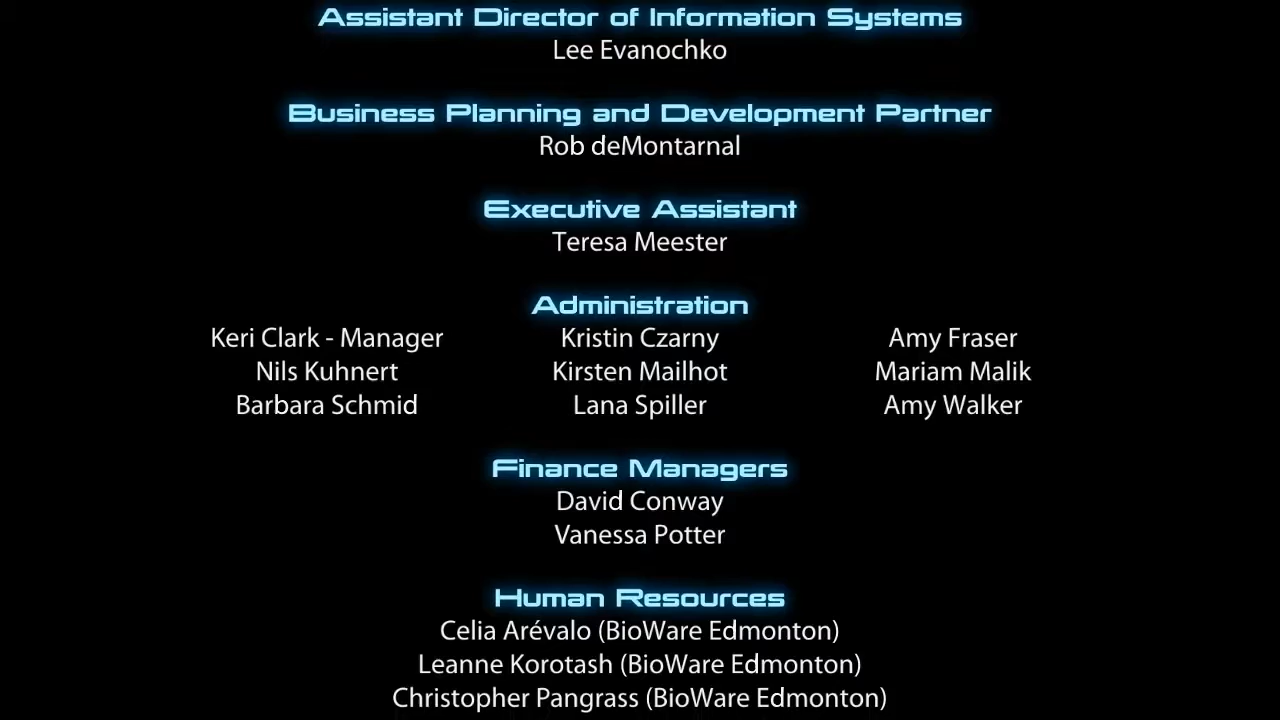 Assistant Director of Information Systems
Lee Evanochko
Business Planning and Development Partner
Rob deMontarnal
Executive Assistant
Teresa Meester
Administration
Keri Clark - Manager Kristin Czarny Amy Fraser
Nils Kuhnert Kirsten Mailhot Mariam Malik
Barbara Schmid Lana Spiller Amy Walker
Finance Managers
David Conway
Vanessa Potter
Human Resources
Celia Arévalo (BioWare Edmonton)
Leanne Korotash (BioWare Edmonton)
Christopher Pangrass (BioWare Edmonton)